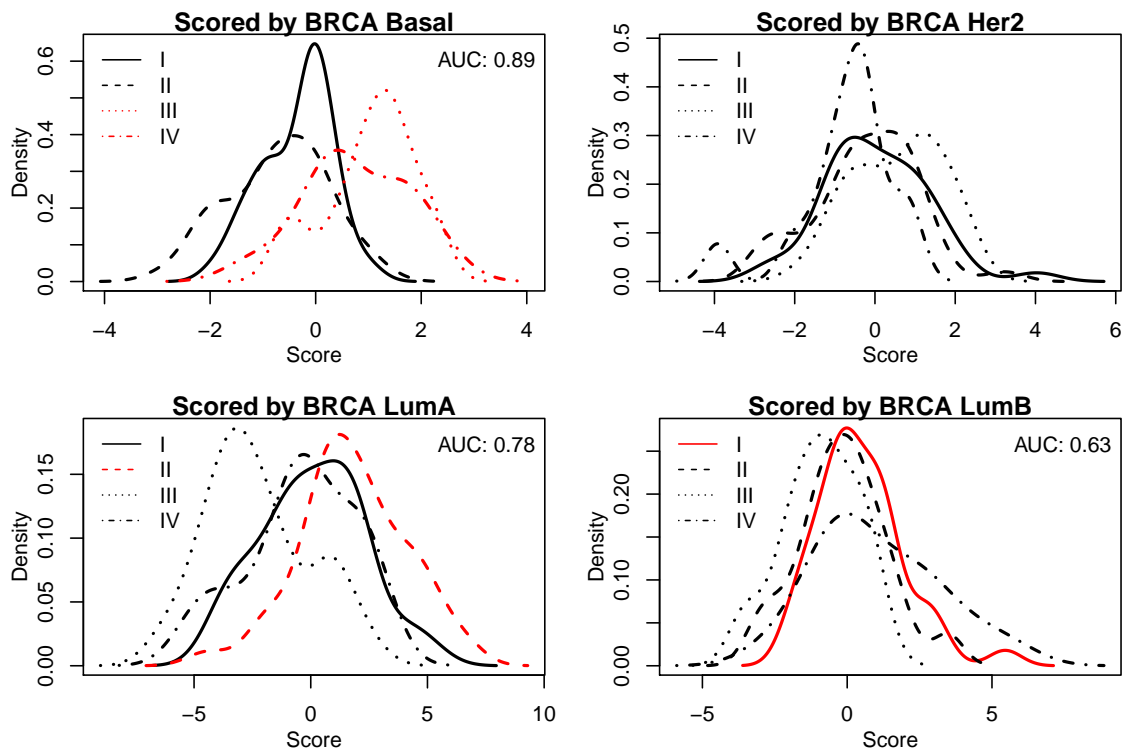 Scored by BRCA Basal
I
II
III
IV
AUC: 0.89
Density
0.0
0.2
0.4
0.6
−4
−2
0
2
4
Score
Scored by BRCA Her2
I
II
III
IV
Density
0.0
0.1
0.2
0.3
0.4
0.5
−4
−2
0
2
4
6
Score
Scored by BRCA LumA
I
II
III
IV
AUC: 0.78
Density
0.00
0.05
0.10
0.15
−5
0
5
10
Score
Scored by BRCA LumB
I
II
III
IV
AUC: 0.63
Density
0.00
0.10
0.20
−5
0
5
Score